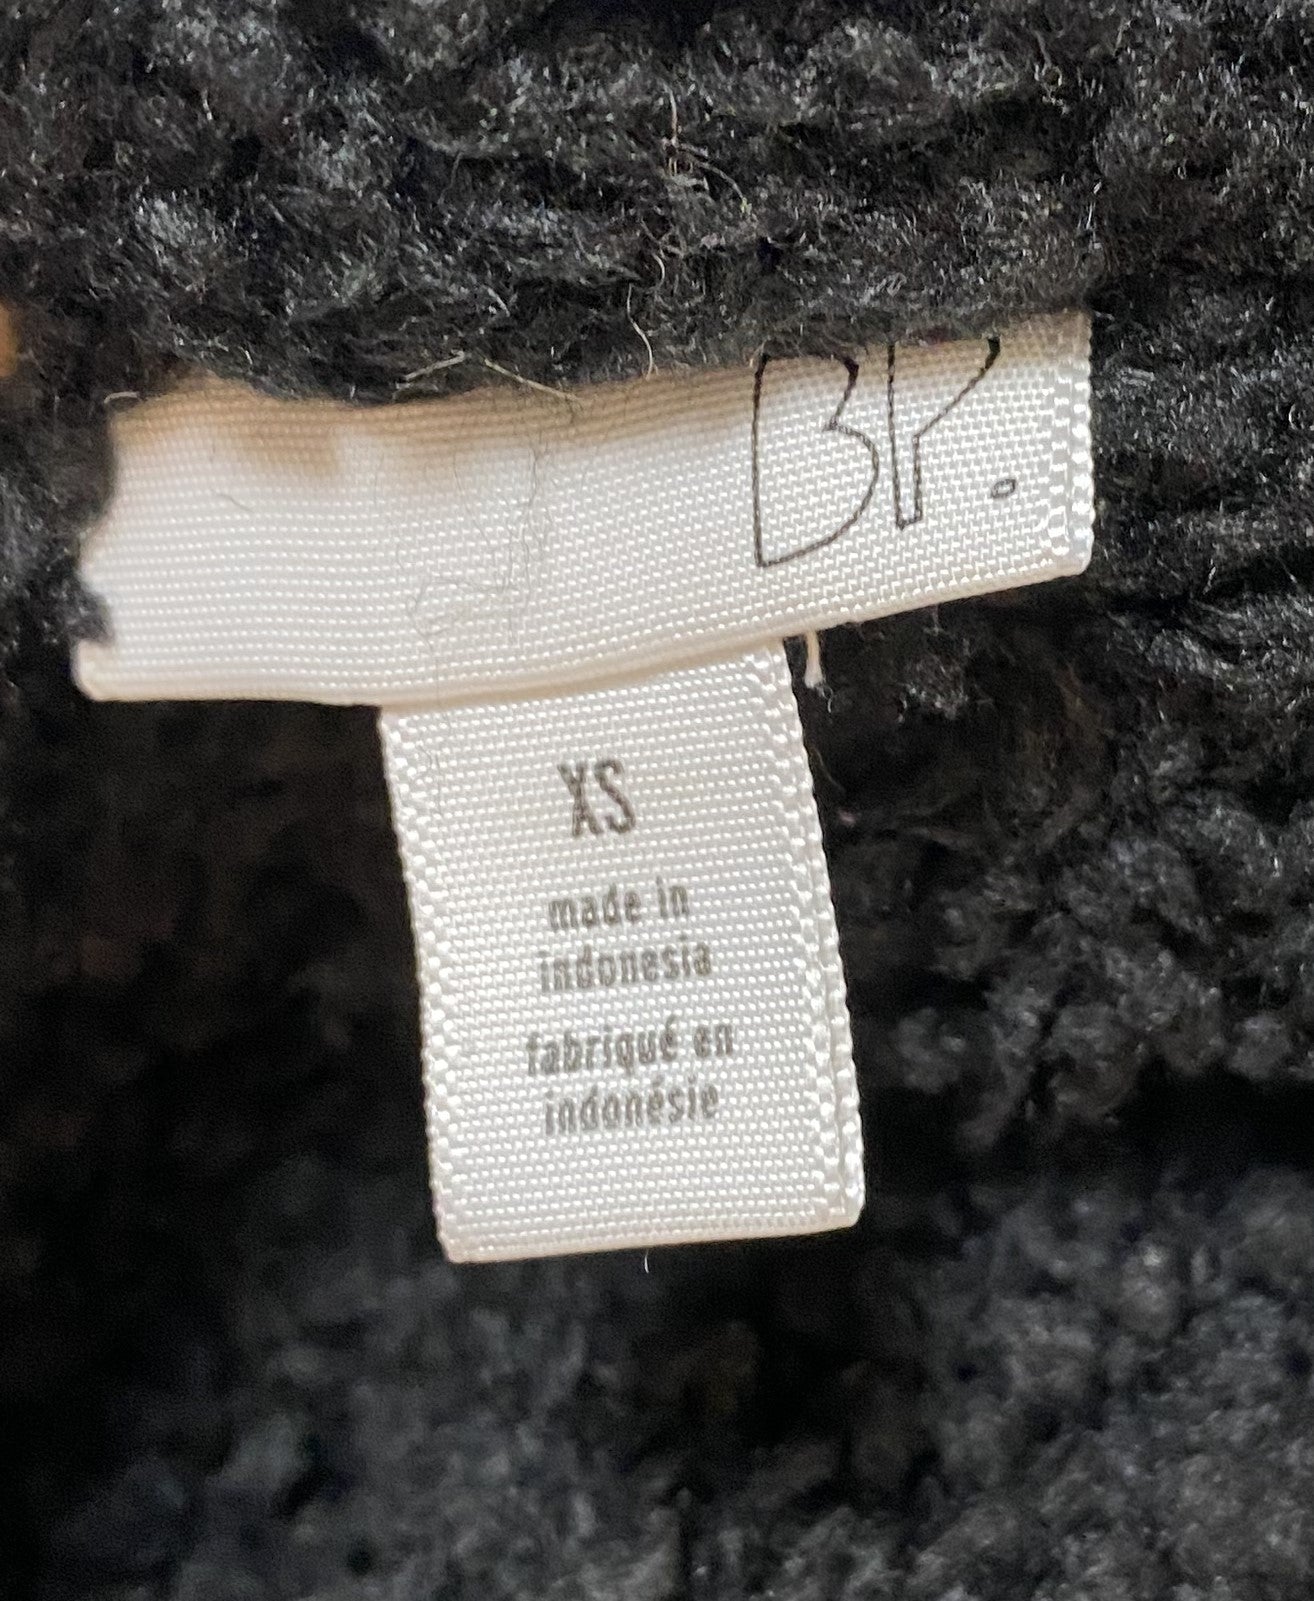 BP.
XS
made in
indonesia
fabriqué en
indonésie